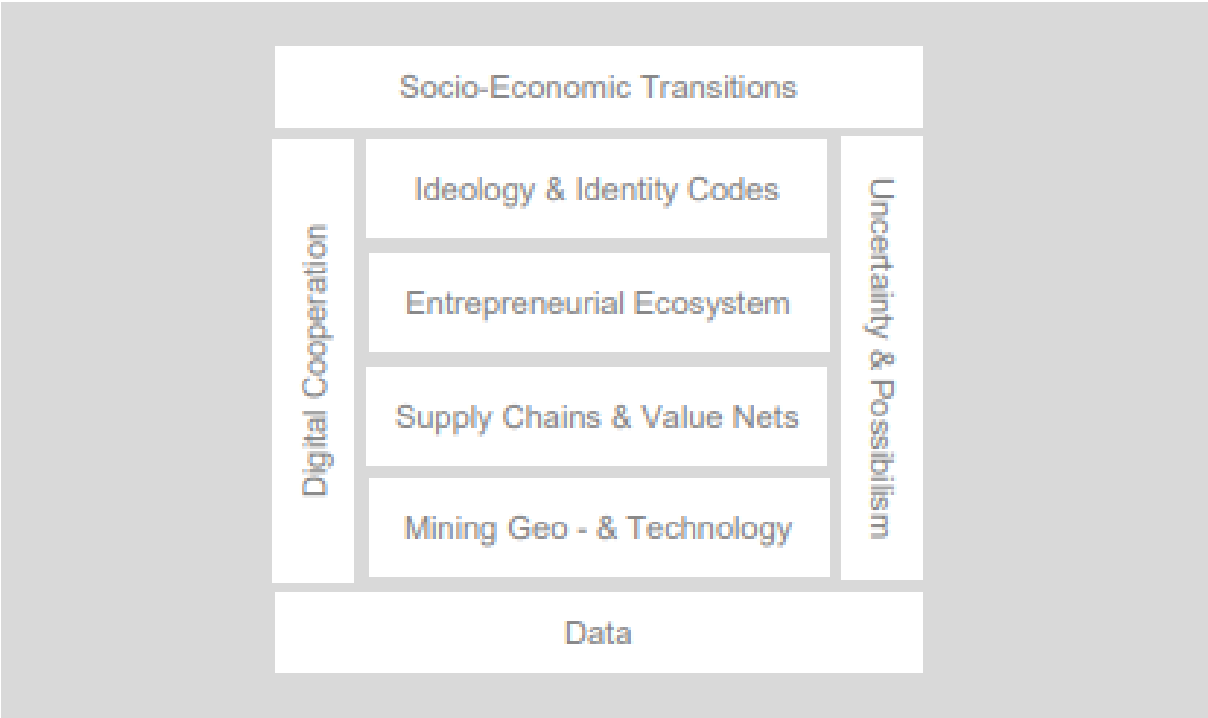 Socio-Economic Transitions
Digital Cooperation
Ideology & Identity Codes
Entrepreneurial Ecosystem
Supply Chains & Value Nets
Mining Geo - & Technology
Uncertainty & Possibilism
Data